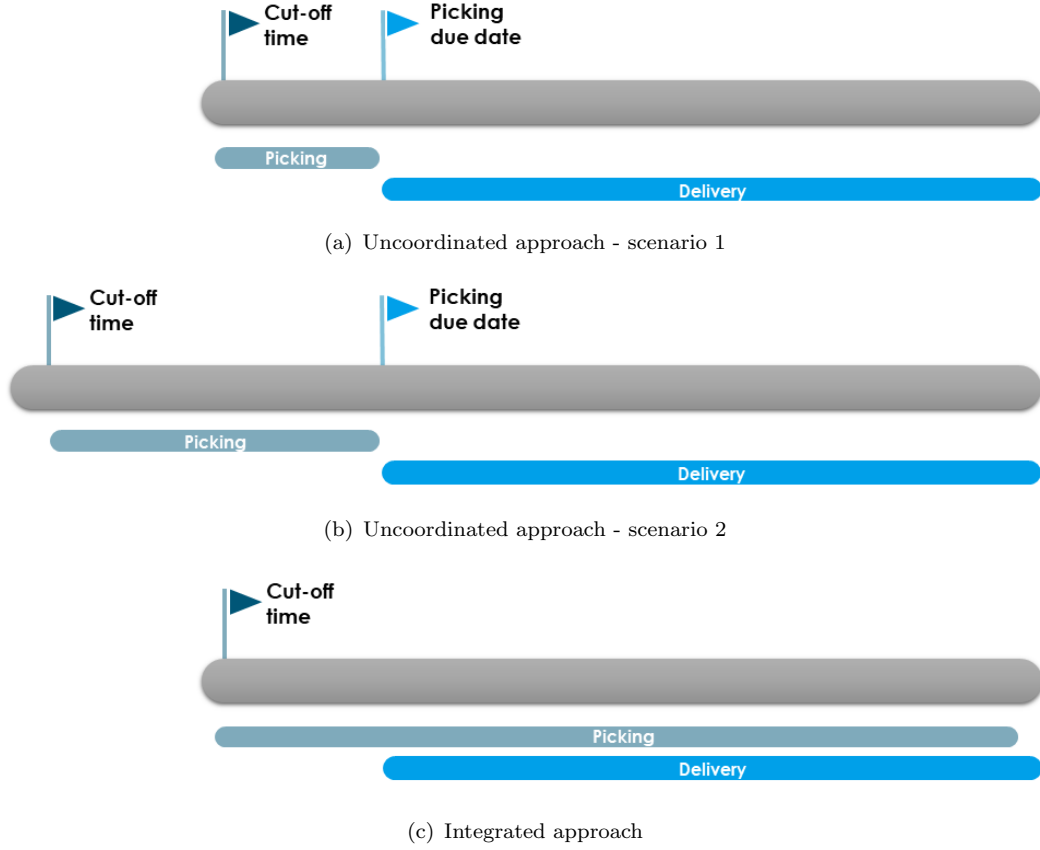 Cut-off
time
Picking
due date
Picking
Delivery
(a) Uncoordinated approach - scenario 1
Cut-off
time
Picking
due date
Picking
Delivery
(b) Uncoordinated approach - scenario 2
Cut-off
time
Picking
Delivery
(c) Integrated approach